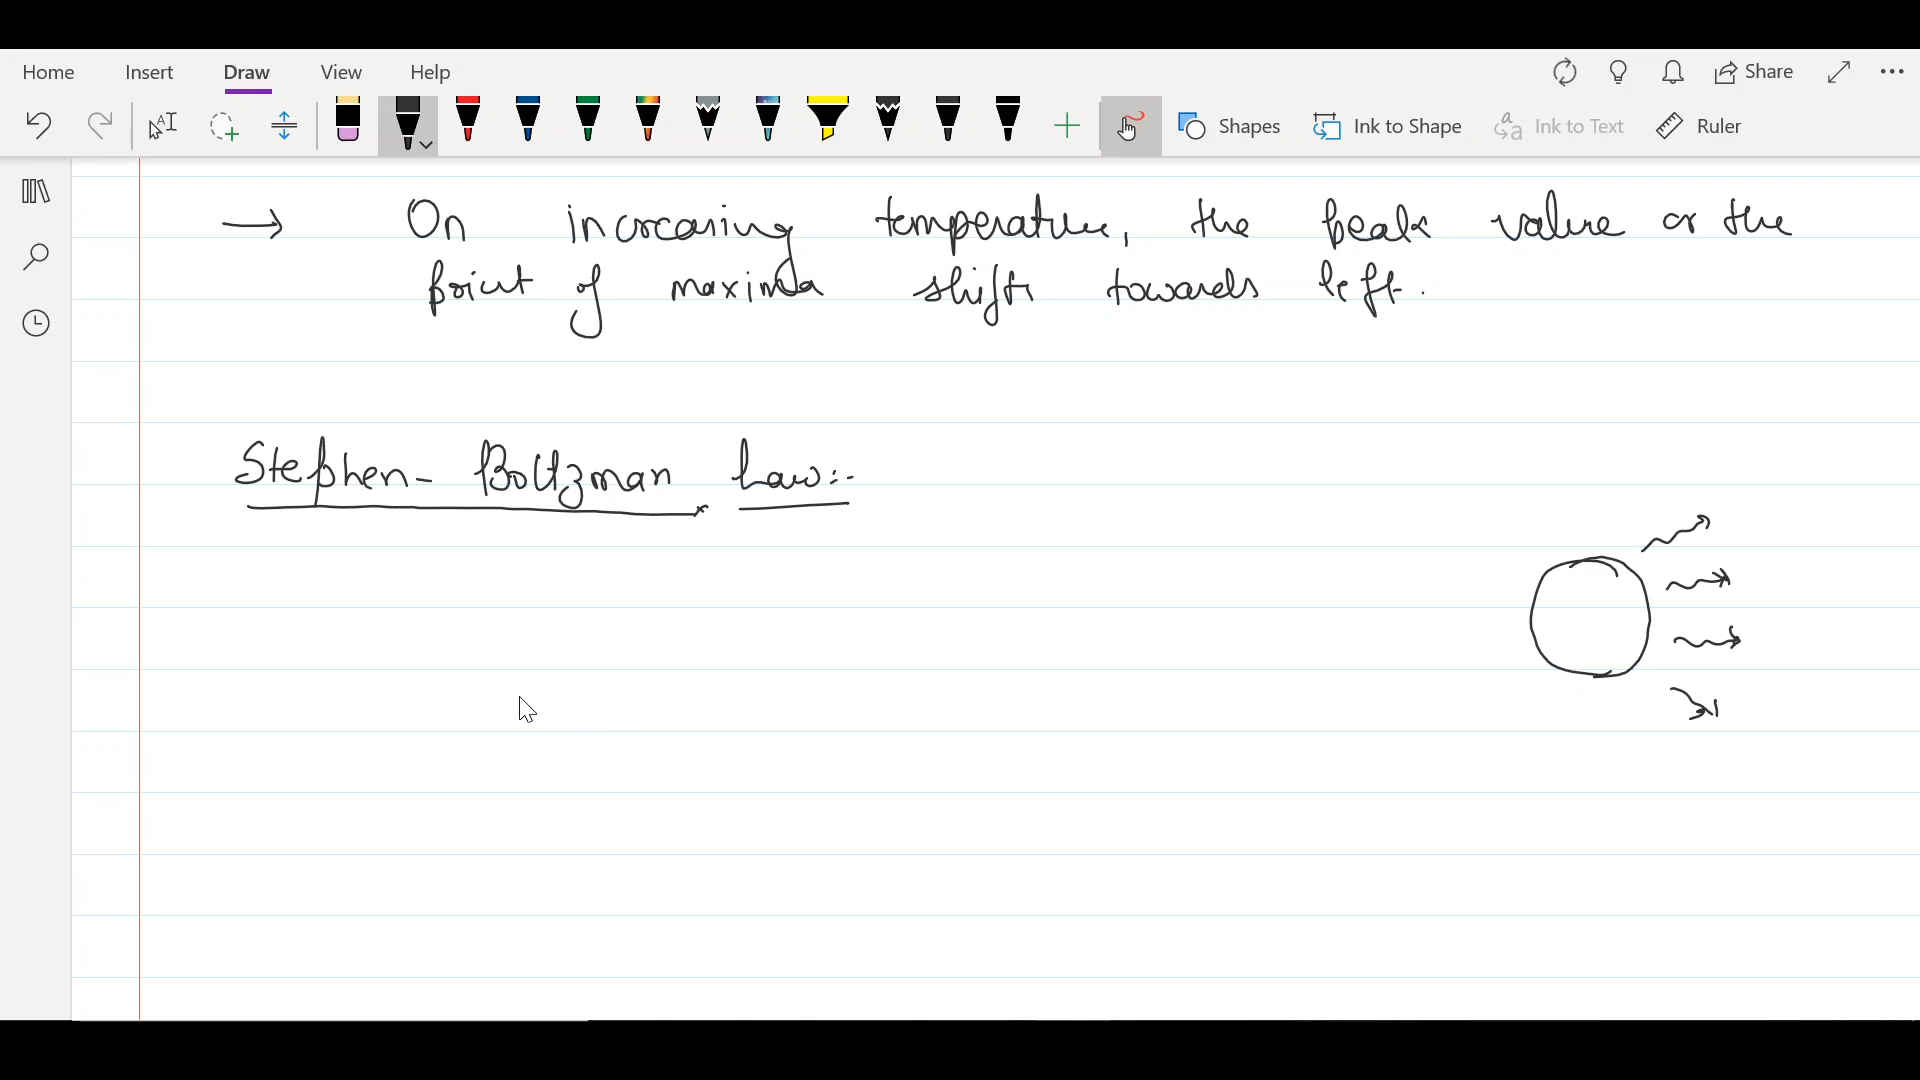 Home Insert Draw View Help
Share
Shapes Ink to Shape Ink to Text Ruler
→ On increasing temperature, the peak value or the
point of maxima shifts towards left.
Stephen- Boltzman Law:-